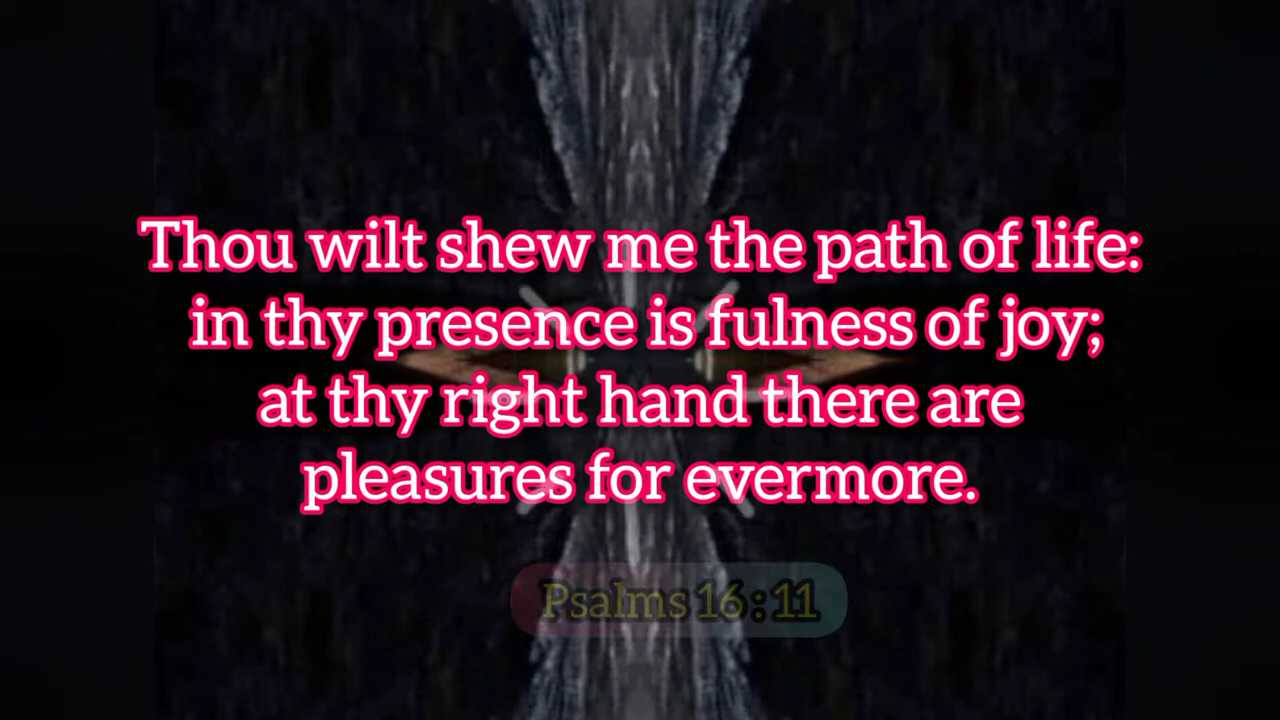 Thou wilt shew me the path of life:
in thy presence is fulness of joy;
at thy right hand there are
pleasures for evermore.
Psalms 16:11